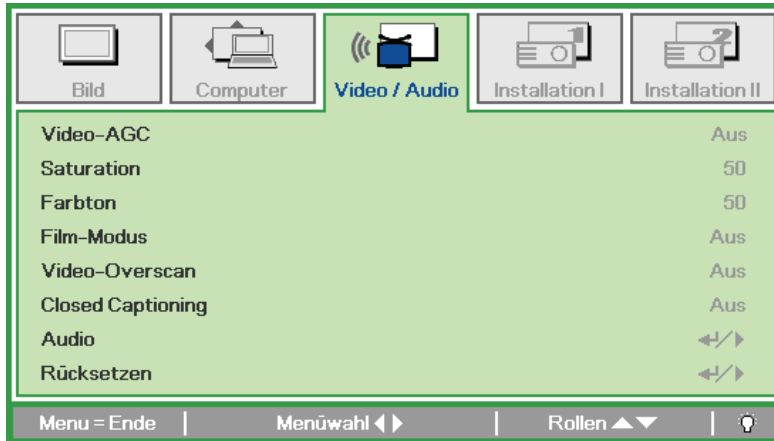 Bild Computer Video / Audio Installation I Installation II
Video-AGC Aus
Saturation 50
Farbton 50
Film-Modus Aus
Video-Overscan Aus
Closed Captioning Aus
Audio
Rücksetzen
Menu = Ende Menüwahl Rollen